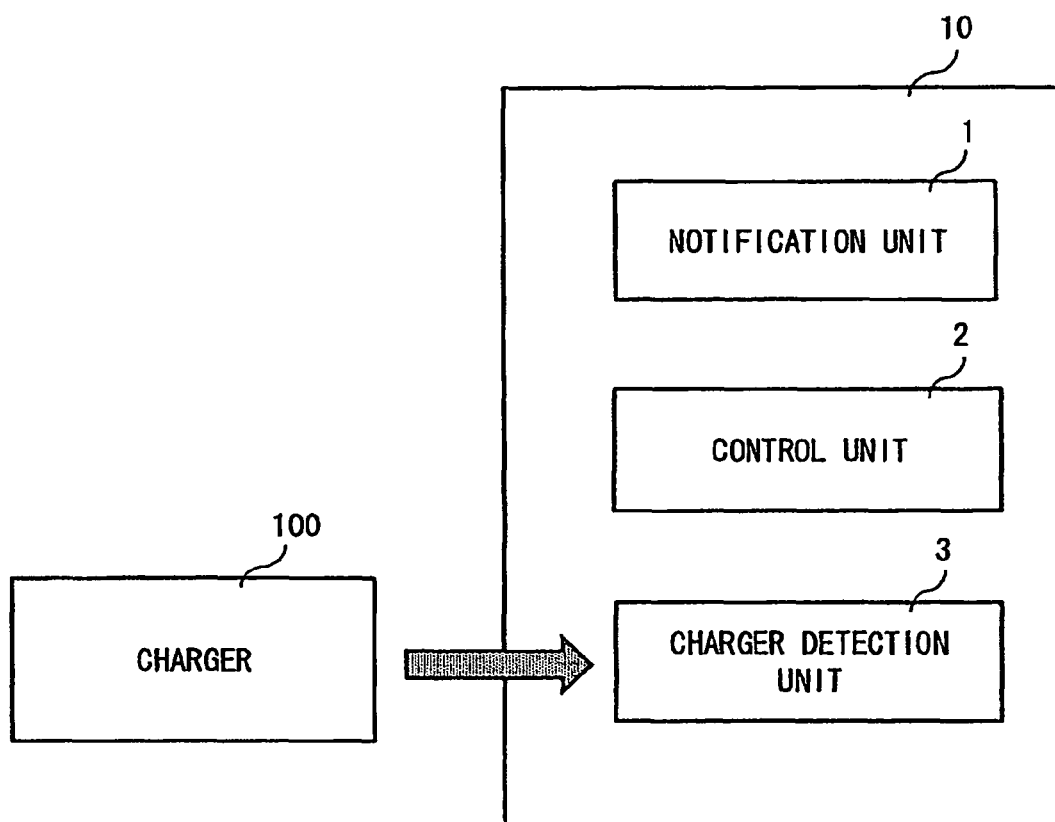 10
1
NOTIFICATION UNIT
2
CONTROL UNIT
100
CHARGER
3
CHARGER DETECTION
UNIT